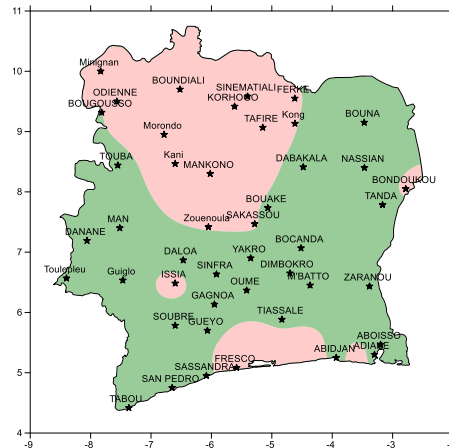 11
Minignan
10
ODIENNE
BOUNDIALI
SINEMATIALI
FERKE
BOUGOUSSO
KORHOGO
TAFIRE
Kong
BOUNA
9
Morondo
TOUBA
Kani
MANKONO
DABAKALA
NASSIAN
BONDOUKOU
8
TANDA
BOUAKE
Zouenoula
SAKASSOU
MAN
DANANE
BOCANDA
7
DALOA
YAKRO
Toulepleu
Guiglo
ISSIA
SINFRA
DIMBOKRO
M'BATTO
ZARANOU
OUME
GAGNOA
6
SOUBRE
GUEYO
TIASSALE
ABOISSO
ABIDJAN
ADIAKE
FRESCO
SASSANDRA
5
SAN PEDRO
TABOU
4
-9 -8 -7 -6 -5 -4 -3 -2